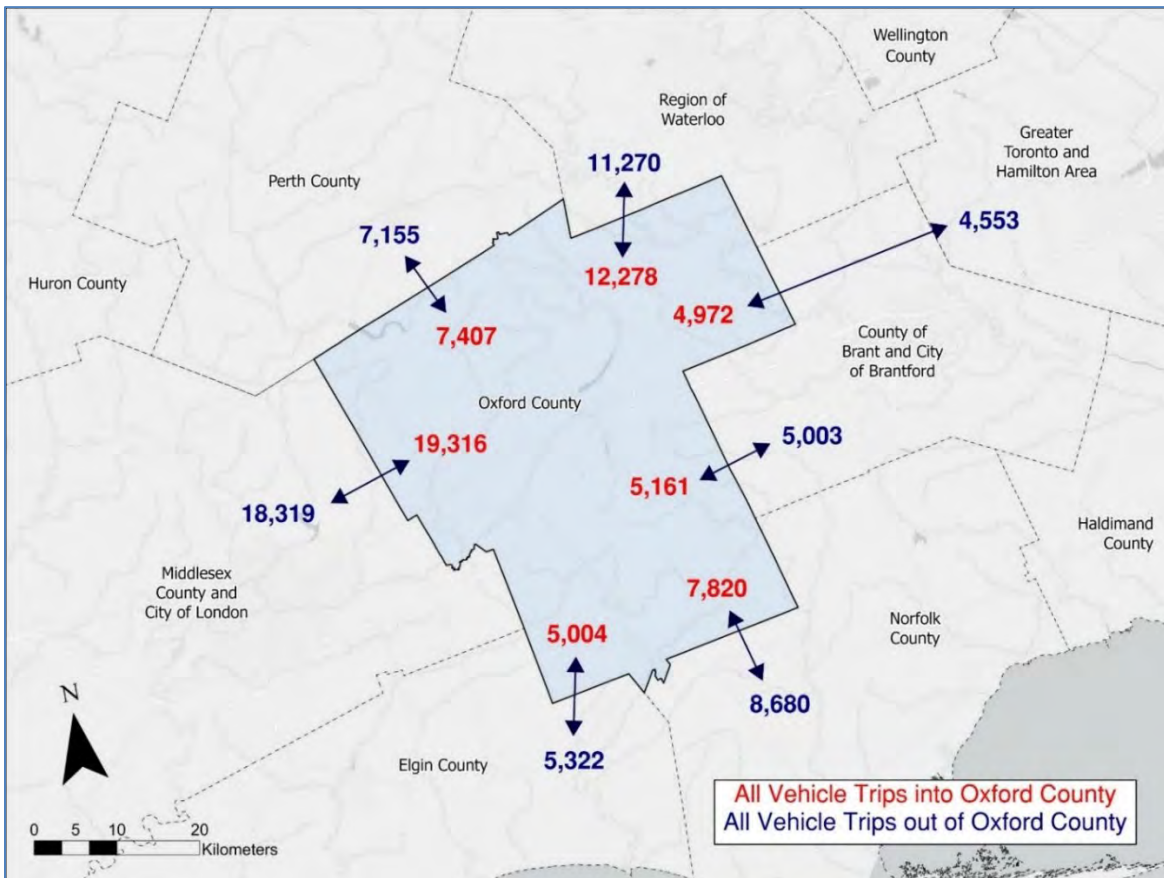 Wellington
County
Region of
Waterloo
Greater
Toronto and
Hamilton Area
11,270
Perth County
7,155
4,553
12,278
Huron County
7,407
4,972
County of
Brant and City
of Brantford
Oxford County
19,316
5,003
5,161
18,319
Haldimand
County
Middlesex
County and
City of London
7,820
5,004
Norfolk
County
N
8,680
5,322
Elgin County
All Vehicle Trips into Oxford County
All Vehicle Trips out of Oxford County
0 5 10 20
Kilometers